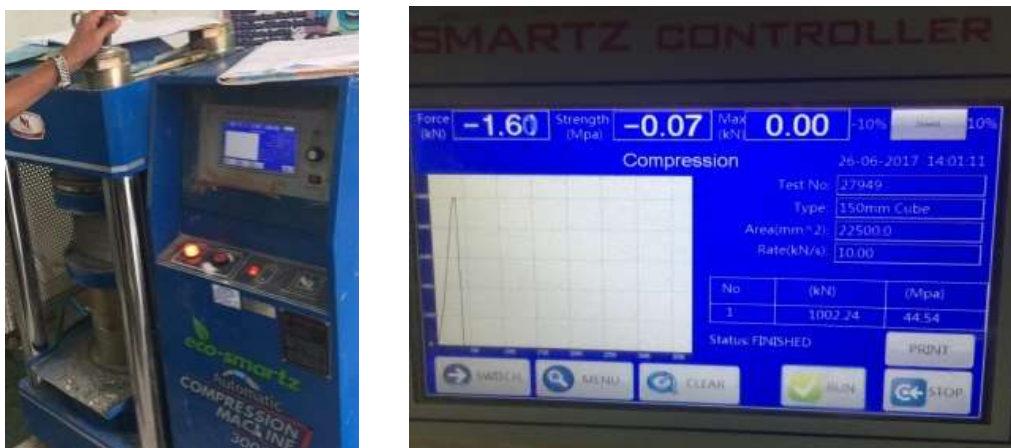 eco-smartz
Automatic
COMPRESSION
MACHINE
300
SMARTZ CONTROLLER
Force (kN) -1.60 Strength (Mpa) -0.07 Max (kN) 0.00 -10% 10%
Compression 26-06-2017 14:01:11
Test No: 27949
Type: 150mm Cube
Area(mm^2): 22500.0
Rate(kN/s): 10.00
No (kN) (Mpa)
1 1002.24 44.54
Status: FINISHED PRINT
SWITCH MENU CLEAR RUN STOP